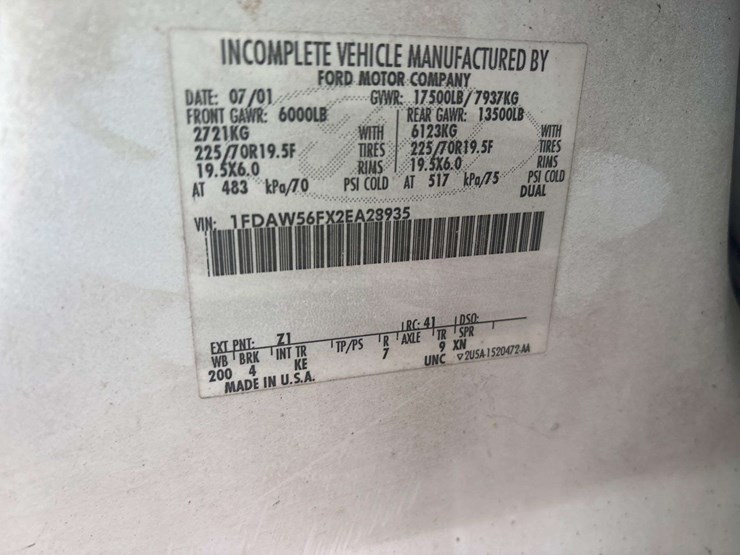 INCOMPLETE VEHICLE MANUFACTURED BY
FORD MOTOR COMPANY
DATE: 07/01 GVWR: 17500LB/7937KG
FRONT GAWR: 6000LB REAR GAWR: 13500LB
2721KG WITH 6123KG WITH
225/70R19.5F TIRES 225/70R19.5F TIRES
19.5X6.0 RIMS 19.5X6.0 RIMS
AT 483 kPa/70 PSI COLD AT 517 kPa/75 PSI COLD
DUAL
VIN: 1FDAW56FX2EA28935
EXT PNT: Z1 RC: 41 DSO:
WB BRK INT TR TP/PS R AXLE TR SPR
200 4 KE 7 9 XN
MADE IN U.S.A. UNC ▽2U5A-1520472-AA